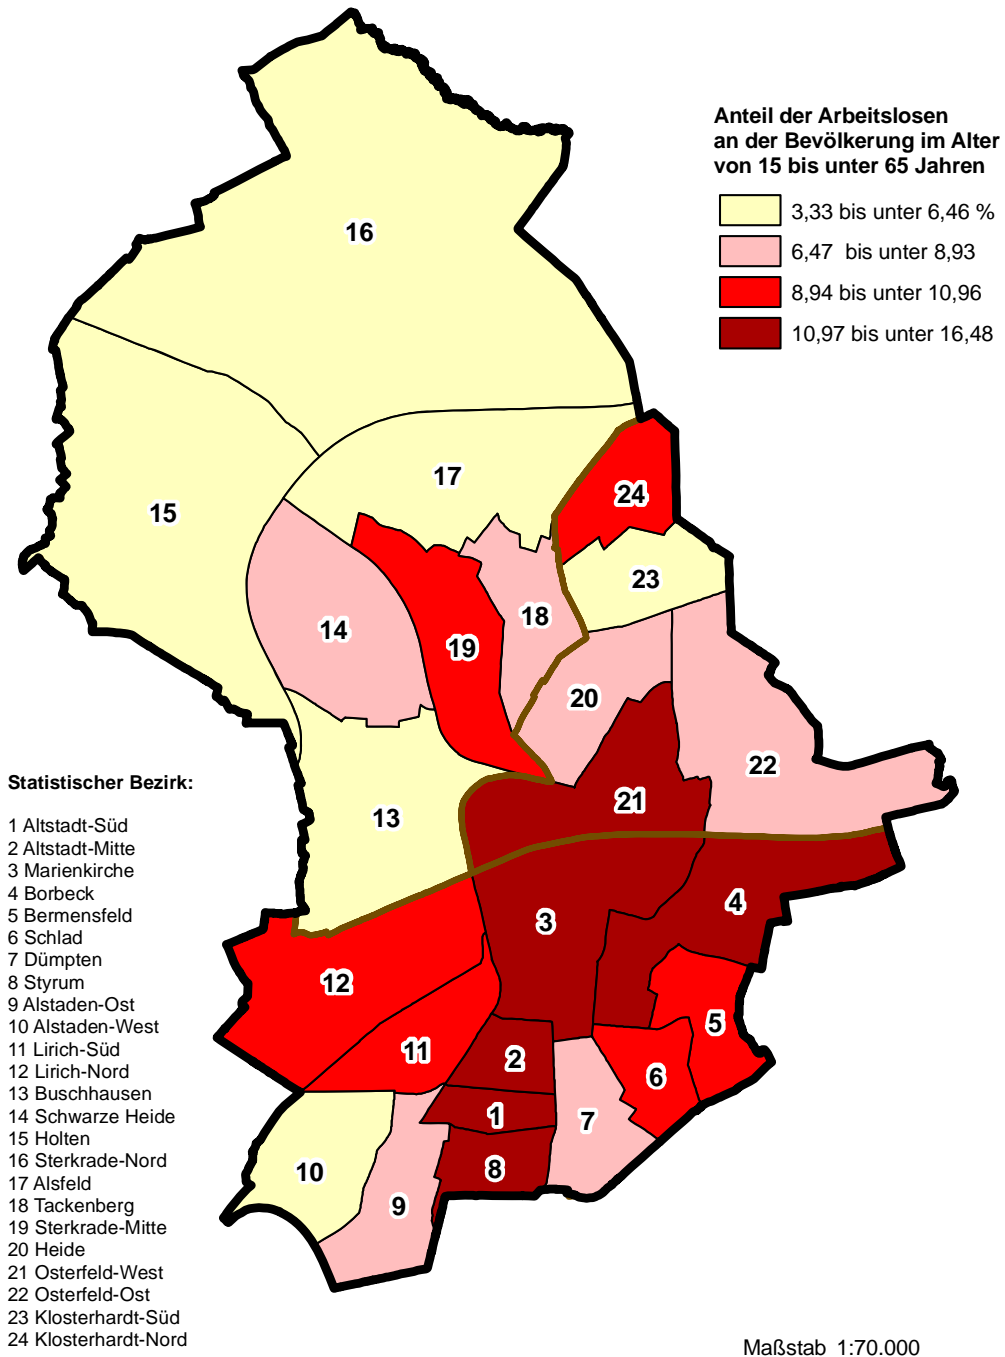 Anteil der Arbeitslosen
an der Bevölkerung im Alter
von 15 bis unter 65 Jahren
3,33 bis unter 6,46 %
6,47 bis unter 8,93
8,94 bis unter 10,96
10,97 bis unter 16,48
16
17
24
15
23
18
14
19
20
22
21
13
4
3
12
5
11
2
6
1
7
8
10
9
Statistischer Bezirk:
1 Altstadt-Süd
2 Altstadt-Mitte
3 Marienkirche
4 Borbeck
5 Bermensfeld
6 Schlad
7 Dümpten
8 Styrum
9 Alstaden-Ost
10 Alstaden-West
11 Lirich-Süd
12 Lirich-Nord
13 Buschhausen
14 Schwarze Heide
15 Holten
16 Sterkrade-Nord
17 Alsfeld
18 Tackenberg
19 Sterkrade-Mitte
20 Heide
21 Osterfeld-West
22 Osterfeld-Ost
23 Klosterhardt-Süd
24 Klosterhardt-Nord
Maßstab 1:70.000